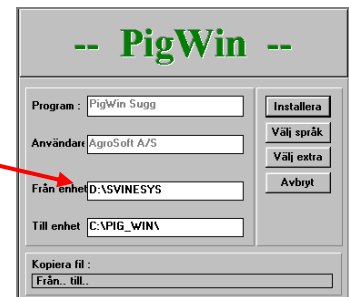 -- PigWin --
Program : PigWin Sugg
Installera
Välj språk
Användare AgroSoft A/S
Välj extra
Från enhet D:\SVINESYS
Avbryt
Till enhet C:\PIG_WIN\
Kopiera fil :
Från.. till..